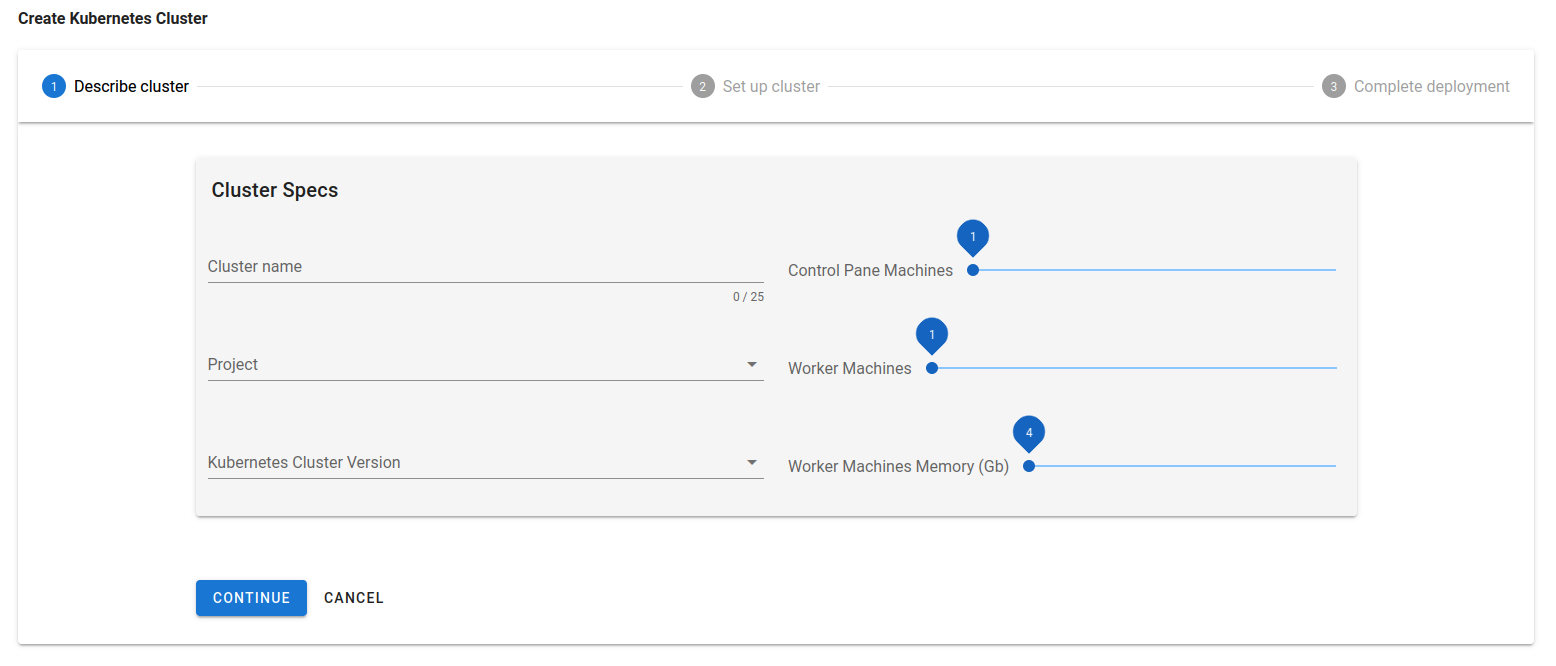 Create Kubernetes Cluster
1 Describe cluster
2 Set up cluster
3 Complete deployment
Cluster Specs
Cluster name
0 / 25
1
Control Pane Machines
Project
1
Worker Machines
Kubernetes Cluster Version
4
Worker Machines Memory (Gb)
CONTINUE CANCEL